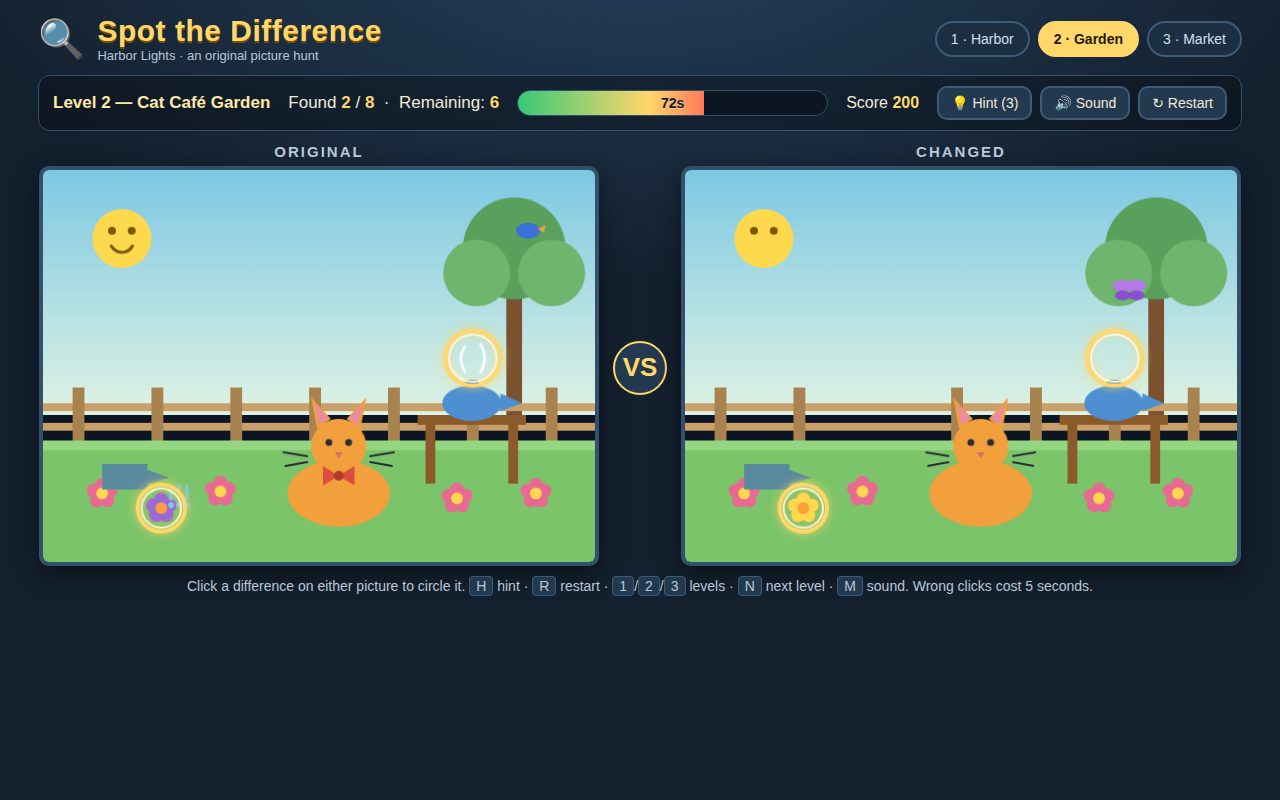 Spot the Difference
Harbor Lights · an original picture hunt
1 · Harbor
2 · Garden
3 · Market
Level 2 — Cat Café Garden
Found 2 / 8 · Remaining: 6
72s
Score 200
💡 Hint (3)
🔊 Sound
↻ Restart
ORIGINAL
CHANGED
VS
Click a difference on either picture to circle it. H hint · R restart · 1/2/3 levels · N next level · M sound. Wrong clicks cost 5 seconds.